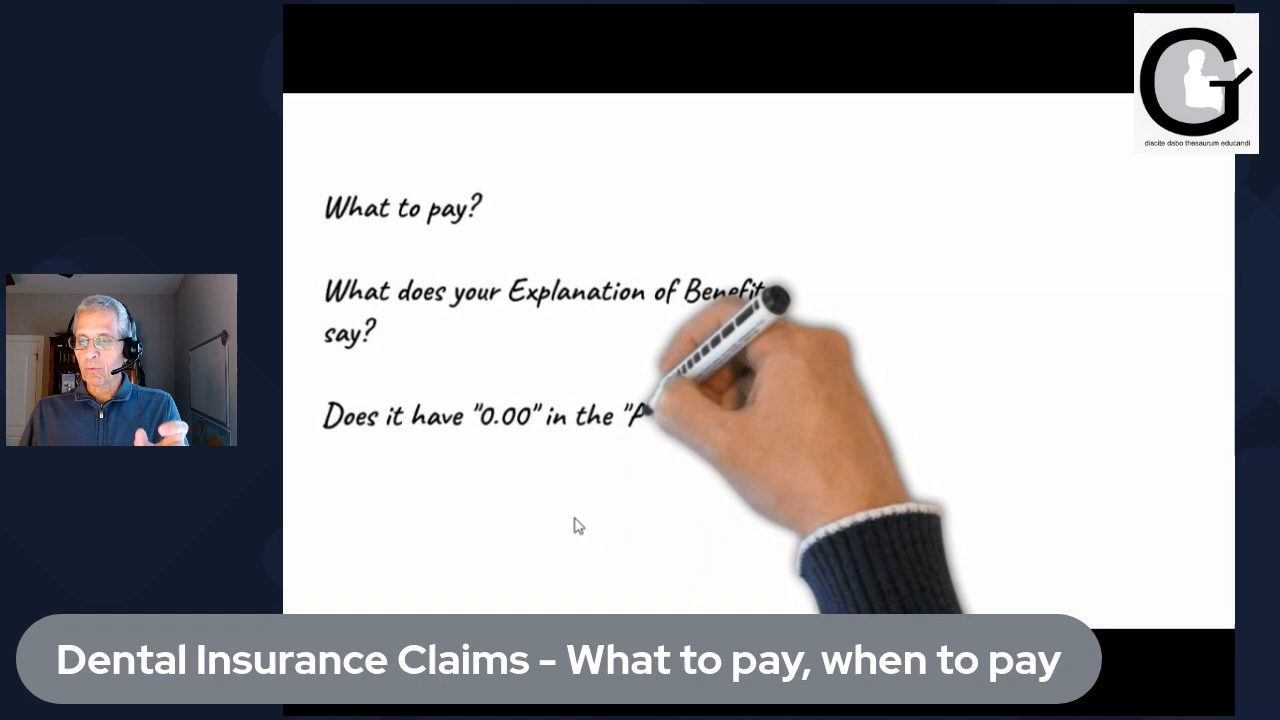 discite dabo thesaurum educandi
What to pay?
What does your Explanation of Benefit
say?
Does it have "0.00" in the "
Dental Insurance Claims - What to pay, when to pay